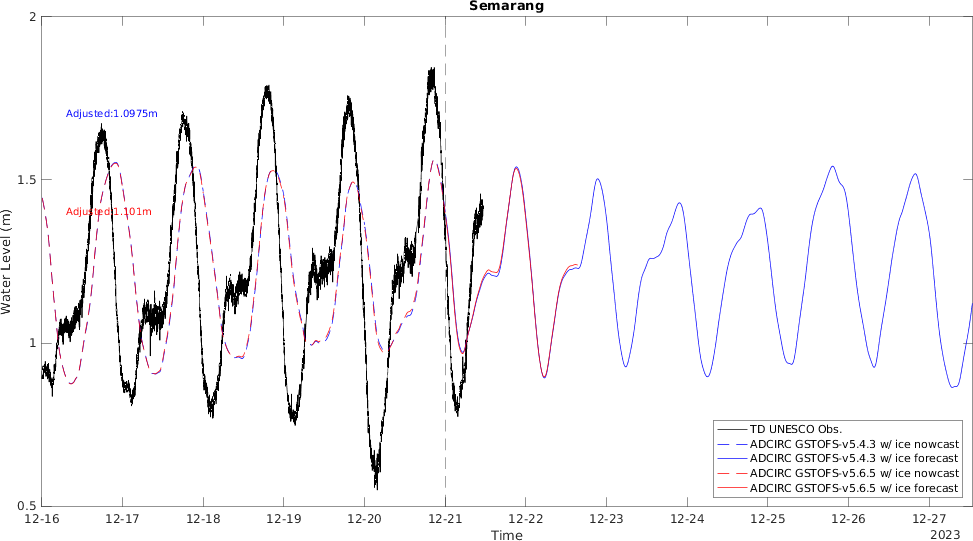 Semarang
2
Adjusted:1.0975m
1.5
Adjusted:1.101m
Water Level (m)
1
TD UNESCO Obs.
ADCIRC GSTOFS-v5.4.3 w/ ice nowcast
ADCIRC GSTOFS-v5.4.3 w/ ice forecast
ADCIRC GSTOFS-v5.6.5 w/ ice nowcast
ADCIRC GSTOFS-v5.6.5 w/ ice forecast
0.5
12-16 12-17 12-18 12-19 12-20 12-21 12-22 12-23 12-24 12-25 12-26 12-27
Time
2023